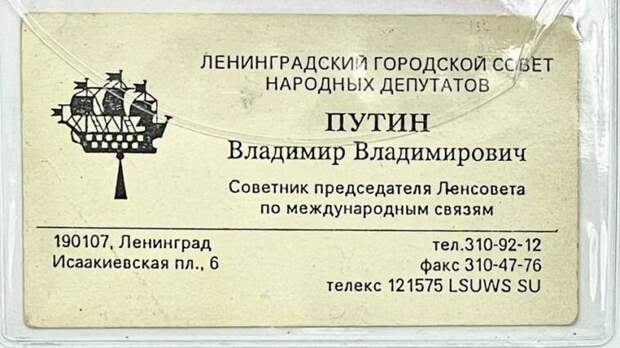 ЛЕНИНГРАДСКИЙ ГОРОДСКОЙ СОВЕТ
НАРОДНЫХ ДЕПУТАТОВ
ПУТИН
Владимир Владимирович
Советник председателя Ленсовета
по международным связям
190107, Ленинград
Исаакиевская пл., 6
тел.310-92-12
факс 310-47-76
телекс 121575 LSUWS SU